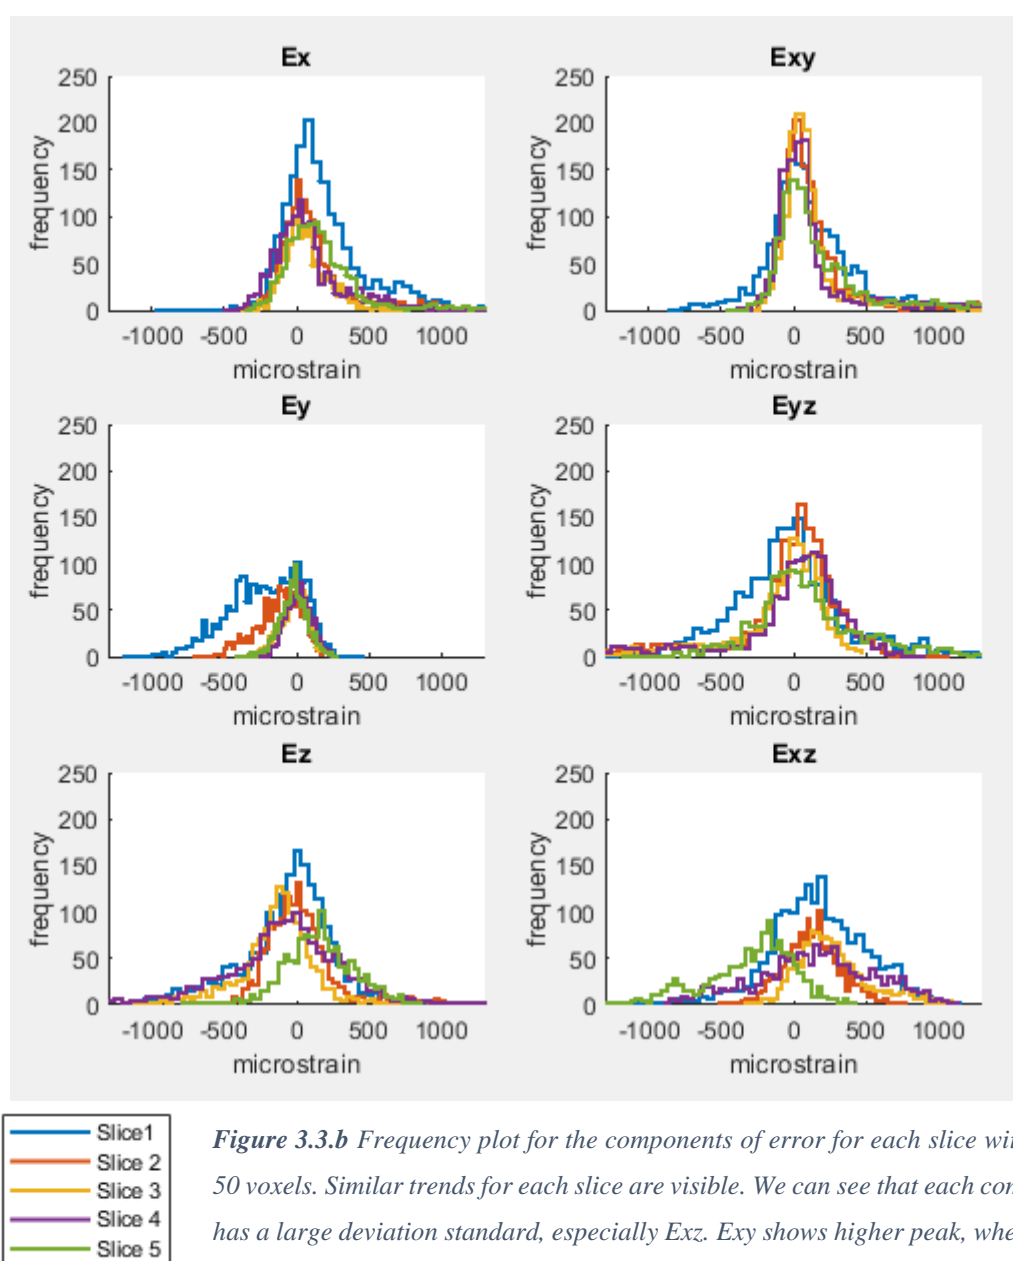 Ex Exy
250 250
200 200
150 150
100 100
50 50
0 0
frequency frequency
-1000 -500 0 500 1000 -1000 -500 0 500 1000
microstrain microstrain
Ey Eyz
250 250
200 200
150 150
100 100
50 50
0 0
frequency frequency
-1000 -500 0 500 1000 -1000 -500 0 500 1000
microstrain microstrain
Ez Exz
250 250
200 200
150 150
100 100
50 50
0 0
frequency frequency
-1000 -500 0 500 1000 -1000 -500 0 500 1000
microstrain microstrain
Slice1
Slice 2
Slice 3
Slice 4
Slice 5
Figure 3.3.b Frequency plot for the components of error for each slice
50 voxels. Similar trends for each slice are visible. We can see that each
has a large deviation standard, especially Exz. Exy shows higher peak,